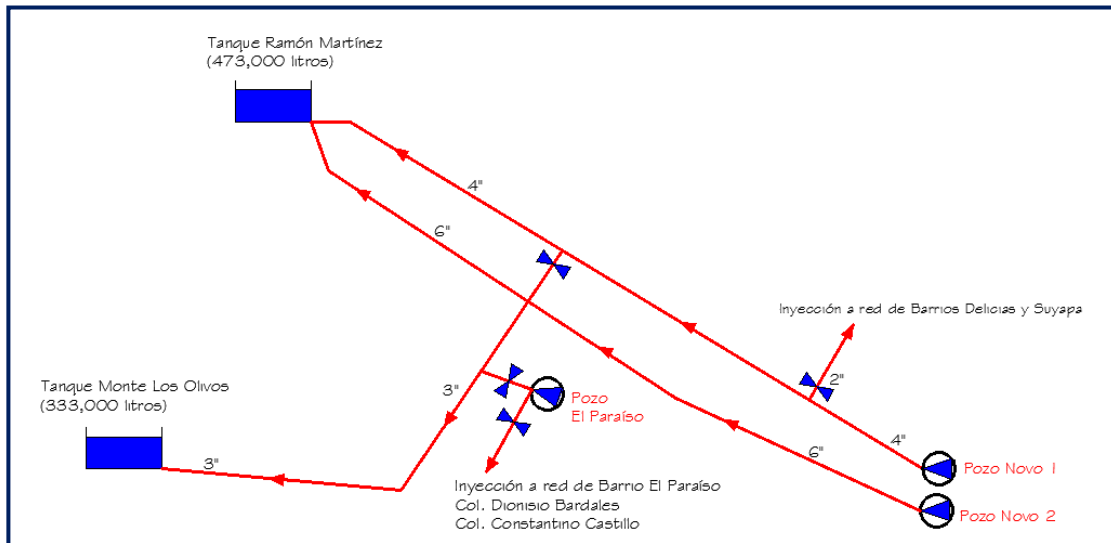 Tanque Ramón Martínez
(473,000 litros)
4"
6"
Inyección a red de Barrios Delicias y Suyapa
2"
Tanque Monte Los Olivos
(333,000 litros)
3"
Pozo
El Paraíso
3"
4"
6"
Pozo Novo 1
Inyección a red de Barrio El Paraíso
Col. Dionisio Bardales
Col. Constantino Castillo
Pozo Novo 2